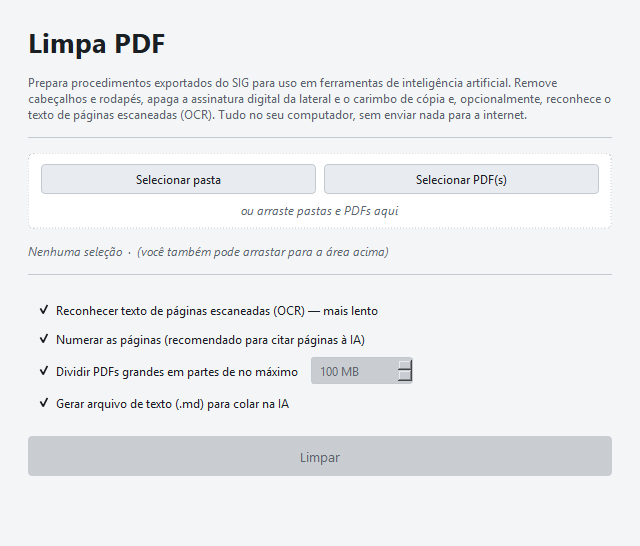 Limpa PDF
Prepara procedimentos exportados do SIG para uso em ferramentas de inteligência artificial. Remove
cabeçalhos e rodapés, apaga a assinatura digital da lateral e o carimbo de cópia e, opcionalmente, reconhece o
texto de páginas escaneadas (OCR). Tudo no seu computador, sem enviar nada para a internet.
Selecionar pasta
Selecionar PDF(s)
ou arraste pastas e PDFs aqui
Nenhuma seleção · (você também pode arrastar para a área acima)
Reconhecer texto de páginas escaneadas (OCR) — mais lento
Numerar as páginas (recomendado para citar páginas à IA)
Dividir PDFs grandes em partes de no máximo 100 MB
Gerar arquivo de texto (.md) para colar na IA
Limpar